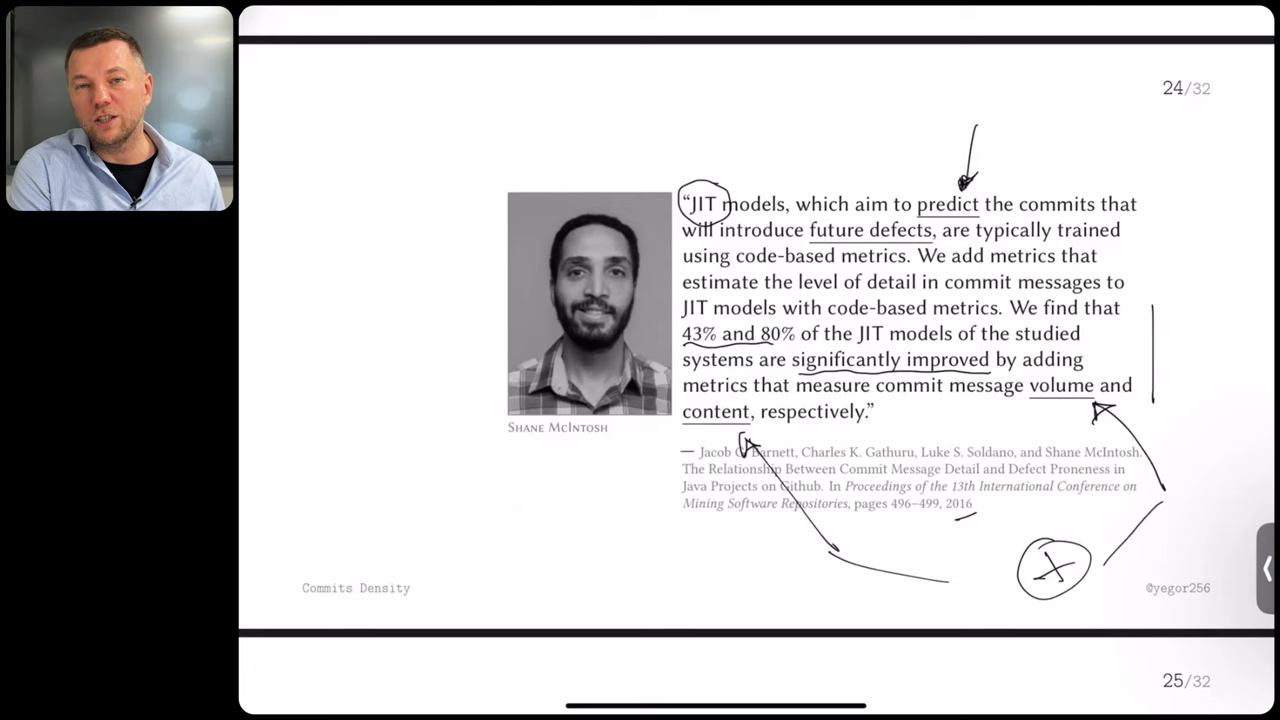 24/32
“JIT models, which aim to predict the commits that
will introduce future defects, are typically trained
using code-based metrics. We add metrics that
estimate the level of detail in commit messages to
JIT models with code-based metrics. We find that
43% and 80% of the JIT models of the studied
systems are significantly improved by adding
metrics that measure commit message volume and
content, respectively.”
SHANE MCINTOSH
— Jacob G. Barnett, Charles K. Gathuru, Luke S. Soldano, and Shane McIntosh.
The Relationship Between Commit Message Detail and Defect Proneness in
Java Projects on Github. In Proceedings of the 13th International Conference on
Mining Software Repositories, pages 496–499, 2016
Commits Density
@yegor256
25/32